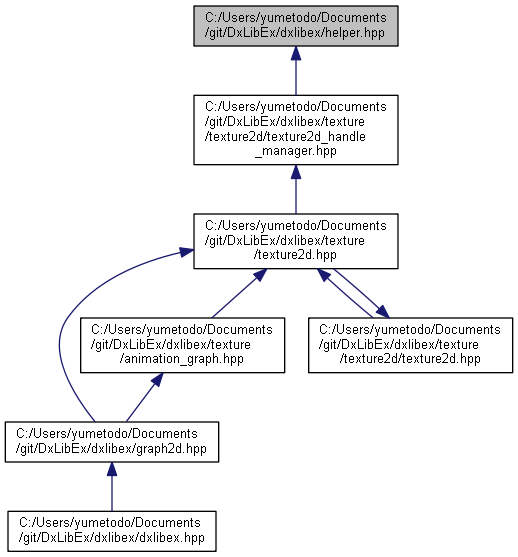 C:/Users/yumetodo/Documents
/git/DxLibEx/dxlibex/helper.hpp
C:/Users/yumetodo/Documents
/git/DxLibEx/dxlibex/texture
/texture2d/texture2d_handle
_manager.hpp
C:/Users/yumetodo/Documents
/git/DxLibEx/dxlibex/texture
/texture2d.hpp
C:/Users/yumetodo/Documents
/git/DxLibEx/dxlibex/texture
/animation_graph.hpp
C:/Users/yumetodo/Documents
/git/DxLibEx/dxlibex/texture
/texture2d/texture2d.hpp
C:/Users/yumetodo/Documents
/git/DxLibEx/dxlibex/graph2d.hpp
C:/Users/yumetodo/Documents
/git/DxLibEx/dxlibex/dxlibex.hpp